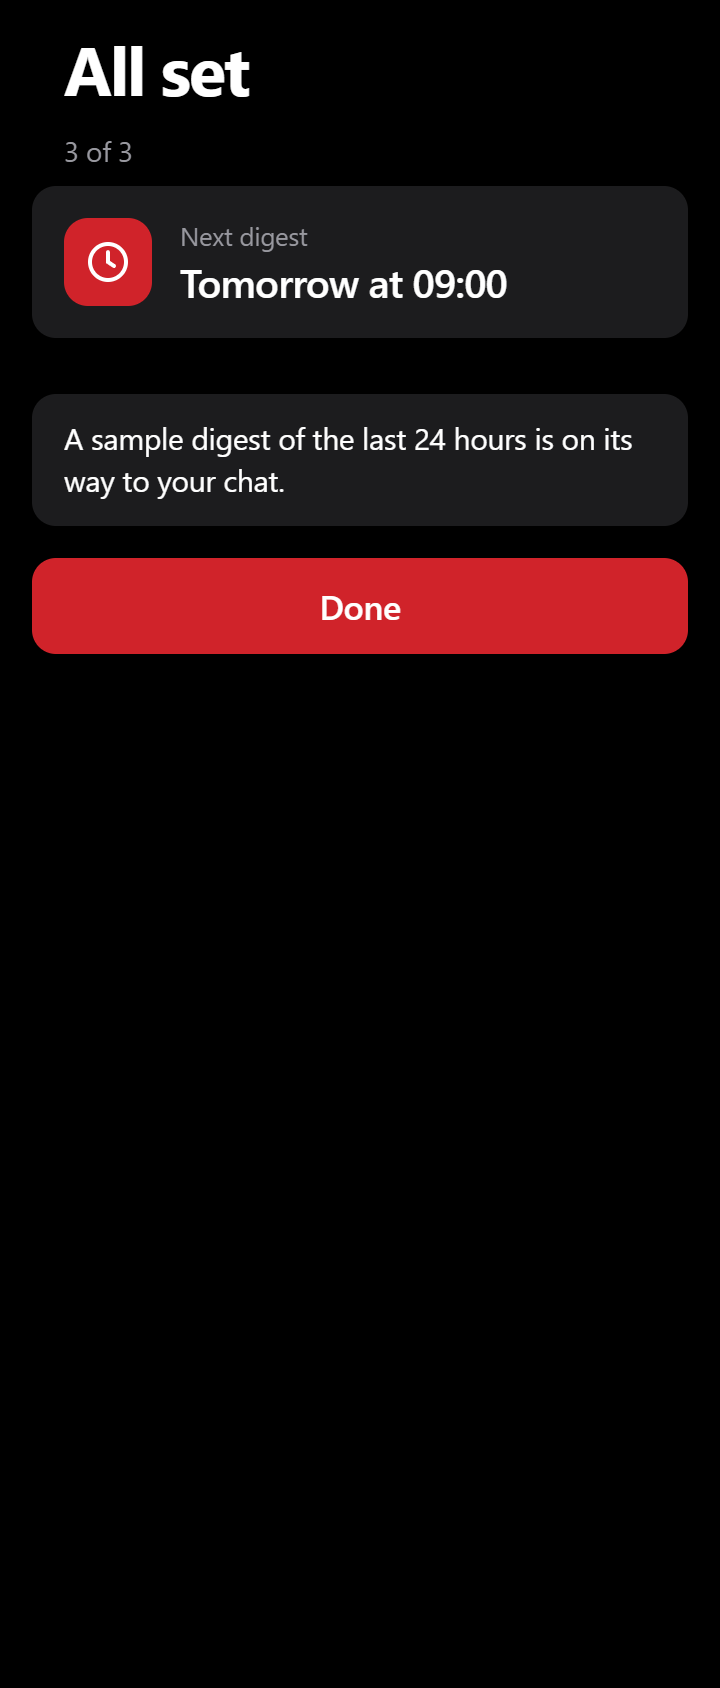 All set
3 of 3
Next digest
Tomorrow at 09:00
A sample digest of the last 24 hours is on its
way to your chat.
Done